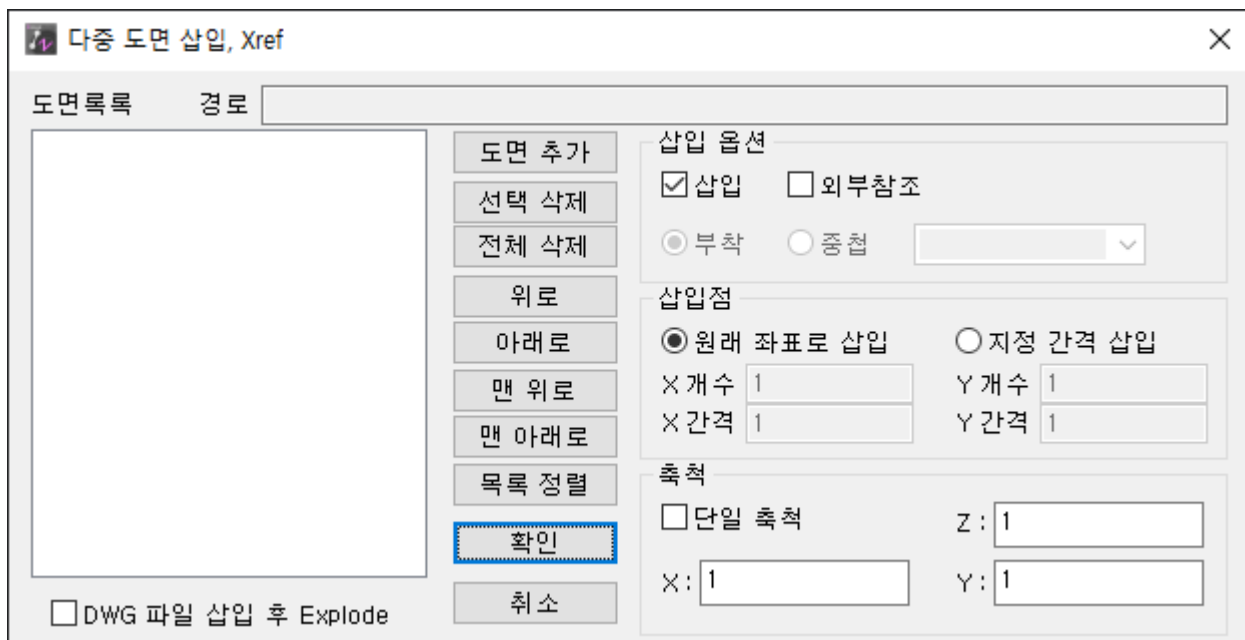 다중 도면 삽입, Xref
도면록록 경로
도면 추가
선택 삭제
전체 삭제
위로
아래로
맨 위로
맨 아래로
목록 정렬
확인
취소
DWG 파일 삽입 후 Explode
삽입 옵션
삽입 외부참조
부착 중첩
삽입점
원래 좌표로 삽입 지정 간격 삽입
X 개수 1 Y 개수 1
X 간격 1 Y 간격 1
축척
단일 축척 Z : 1
X : 1 Y : 1